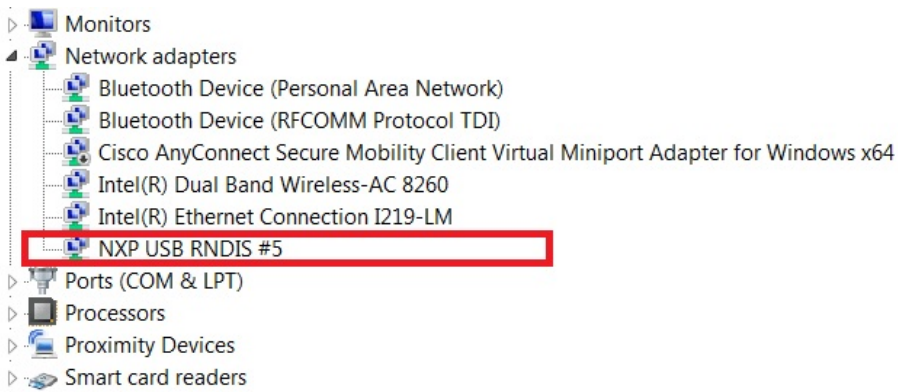 Monitors
Network adapters
Bluetooth Device (Personal Area Network)
Bluetooth Device (RFCOMM Protocol TDI)
Cisco AnyConnect Secure Mobility Client Virtual Miniport Adapter for Windows x64
Intel(R) Dual Band Wireless-AC 8260
Intel(R) Ethernet Connection I219-LM
NXP USB RNDIS #5
Ports (COM & LPT)
Processors
Proximity Devices
Smart card readers